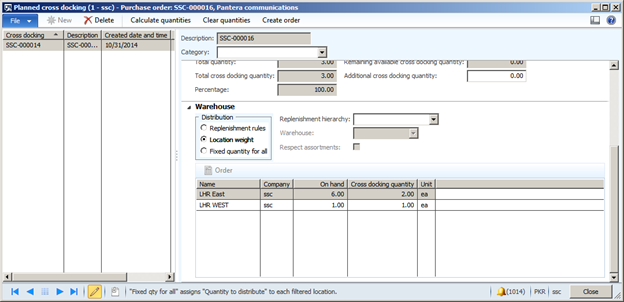 Planned cross docking (1 - ssc) - Purchase order: SSC-000016, Pantera communications
File New Delete Calculate quantities Clear quantities Create order
Cross docking Description Created date and time
SSC-000014 SSC-00... 10/31/2014
Description: SSC-000016
Category:
Total quantity: 3.00 Remaining available cross docking quantity: 0.00
Total cross docking quantity: 3.00 Additional cross docking quantity: 0.00
Percentage: 100.00
Warehouse
Distribution
Replenishment rules
Location weight
Fixed quantity for all
Replenishment hierarchy:
Warehouse:
Respect assortments:
Order
Name Company On hand Cross docking quantity Unit
LHR East ssc 6.00 2.00 ea
LHR WEST ssc 1.00 1.00 ea
"Fixed qty for all" assigns "Quantity to distribute" to each filtered location. (1014) PKR ssc Close